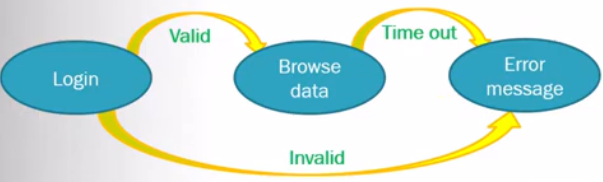 Valid
Time out
Login
Browse
data
Error
message
Invalid